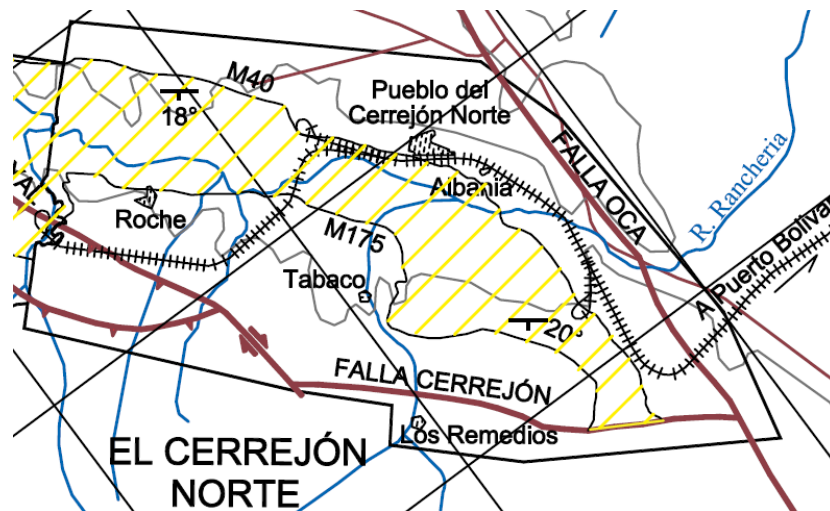 M40
18°
Pueblo del
Cerrejón Norte
FALLA OCA
R. Rancheria
Albania
Roche
M175
A Puerto Bolivar
Tabaco
20°
FALLA CERREJÓN
Los Remedios
EL CERREJÓN
NORTE